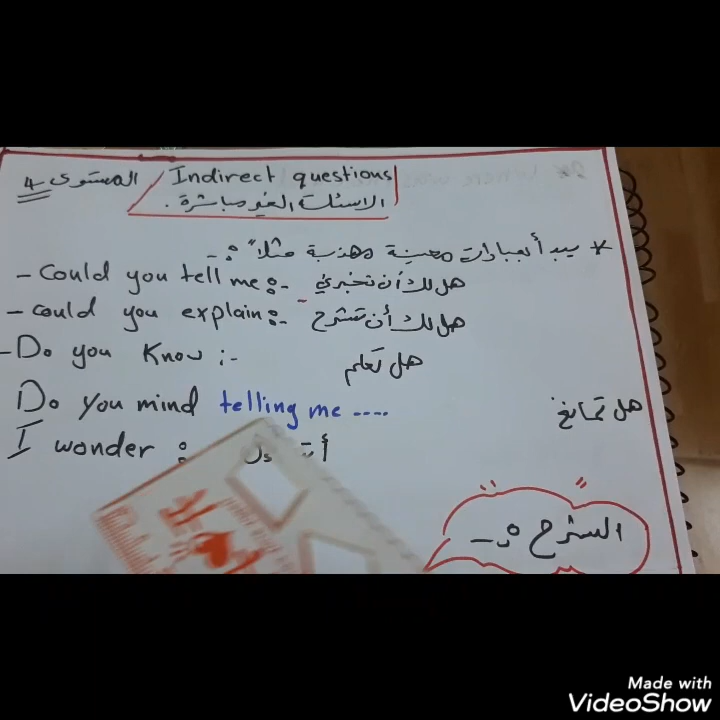 Indirect questions / المستوى 4
الاسئلة الغير مباشرة.
* يبدأ بعبارات معينة مهذبة مثلاً :-
- Could you tell me :- هل لك أن تخبرني
- could you explain :- هل لك أن تشرح
- Do you know :- هل تعلم
Do you mind telling me .... هل تمانع
I wonder :
الشرح :-
Made with
VideoShow